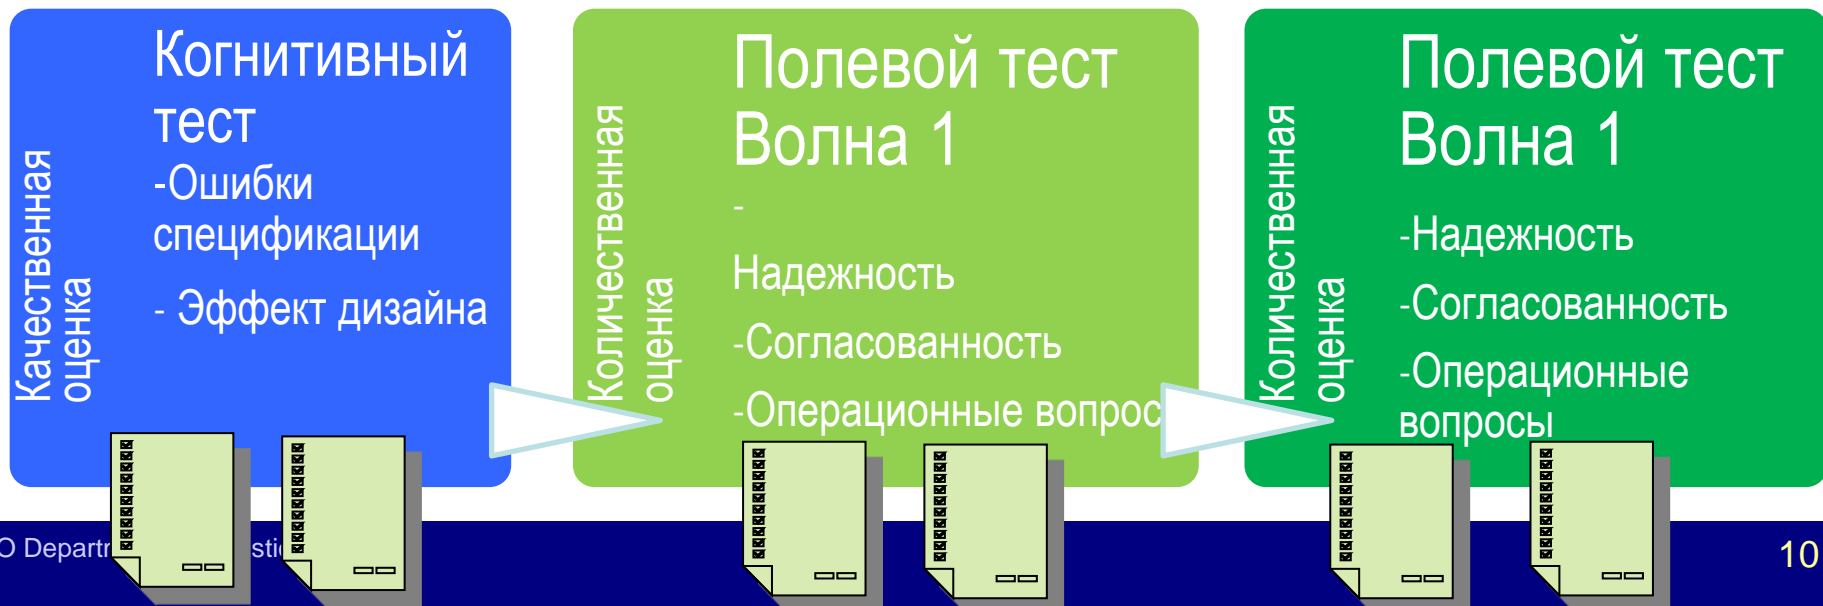 Качественная
оценка
Когнитивный
тест
-Ошибки
спецификации
- Эффект дизайна
Количественная
оценка
Полевой тест
Волна 1
-
Надежность
-Согласованность
-Операционные вопрос
Количественная
оценка
Полевой тест
Волна 1
-Надежность
-Согласованность
-Операционные
вопросы
O
10